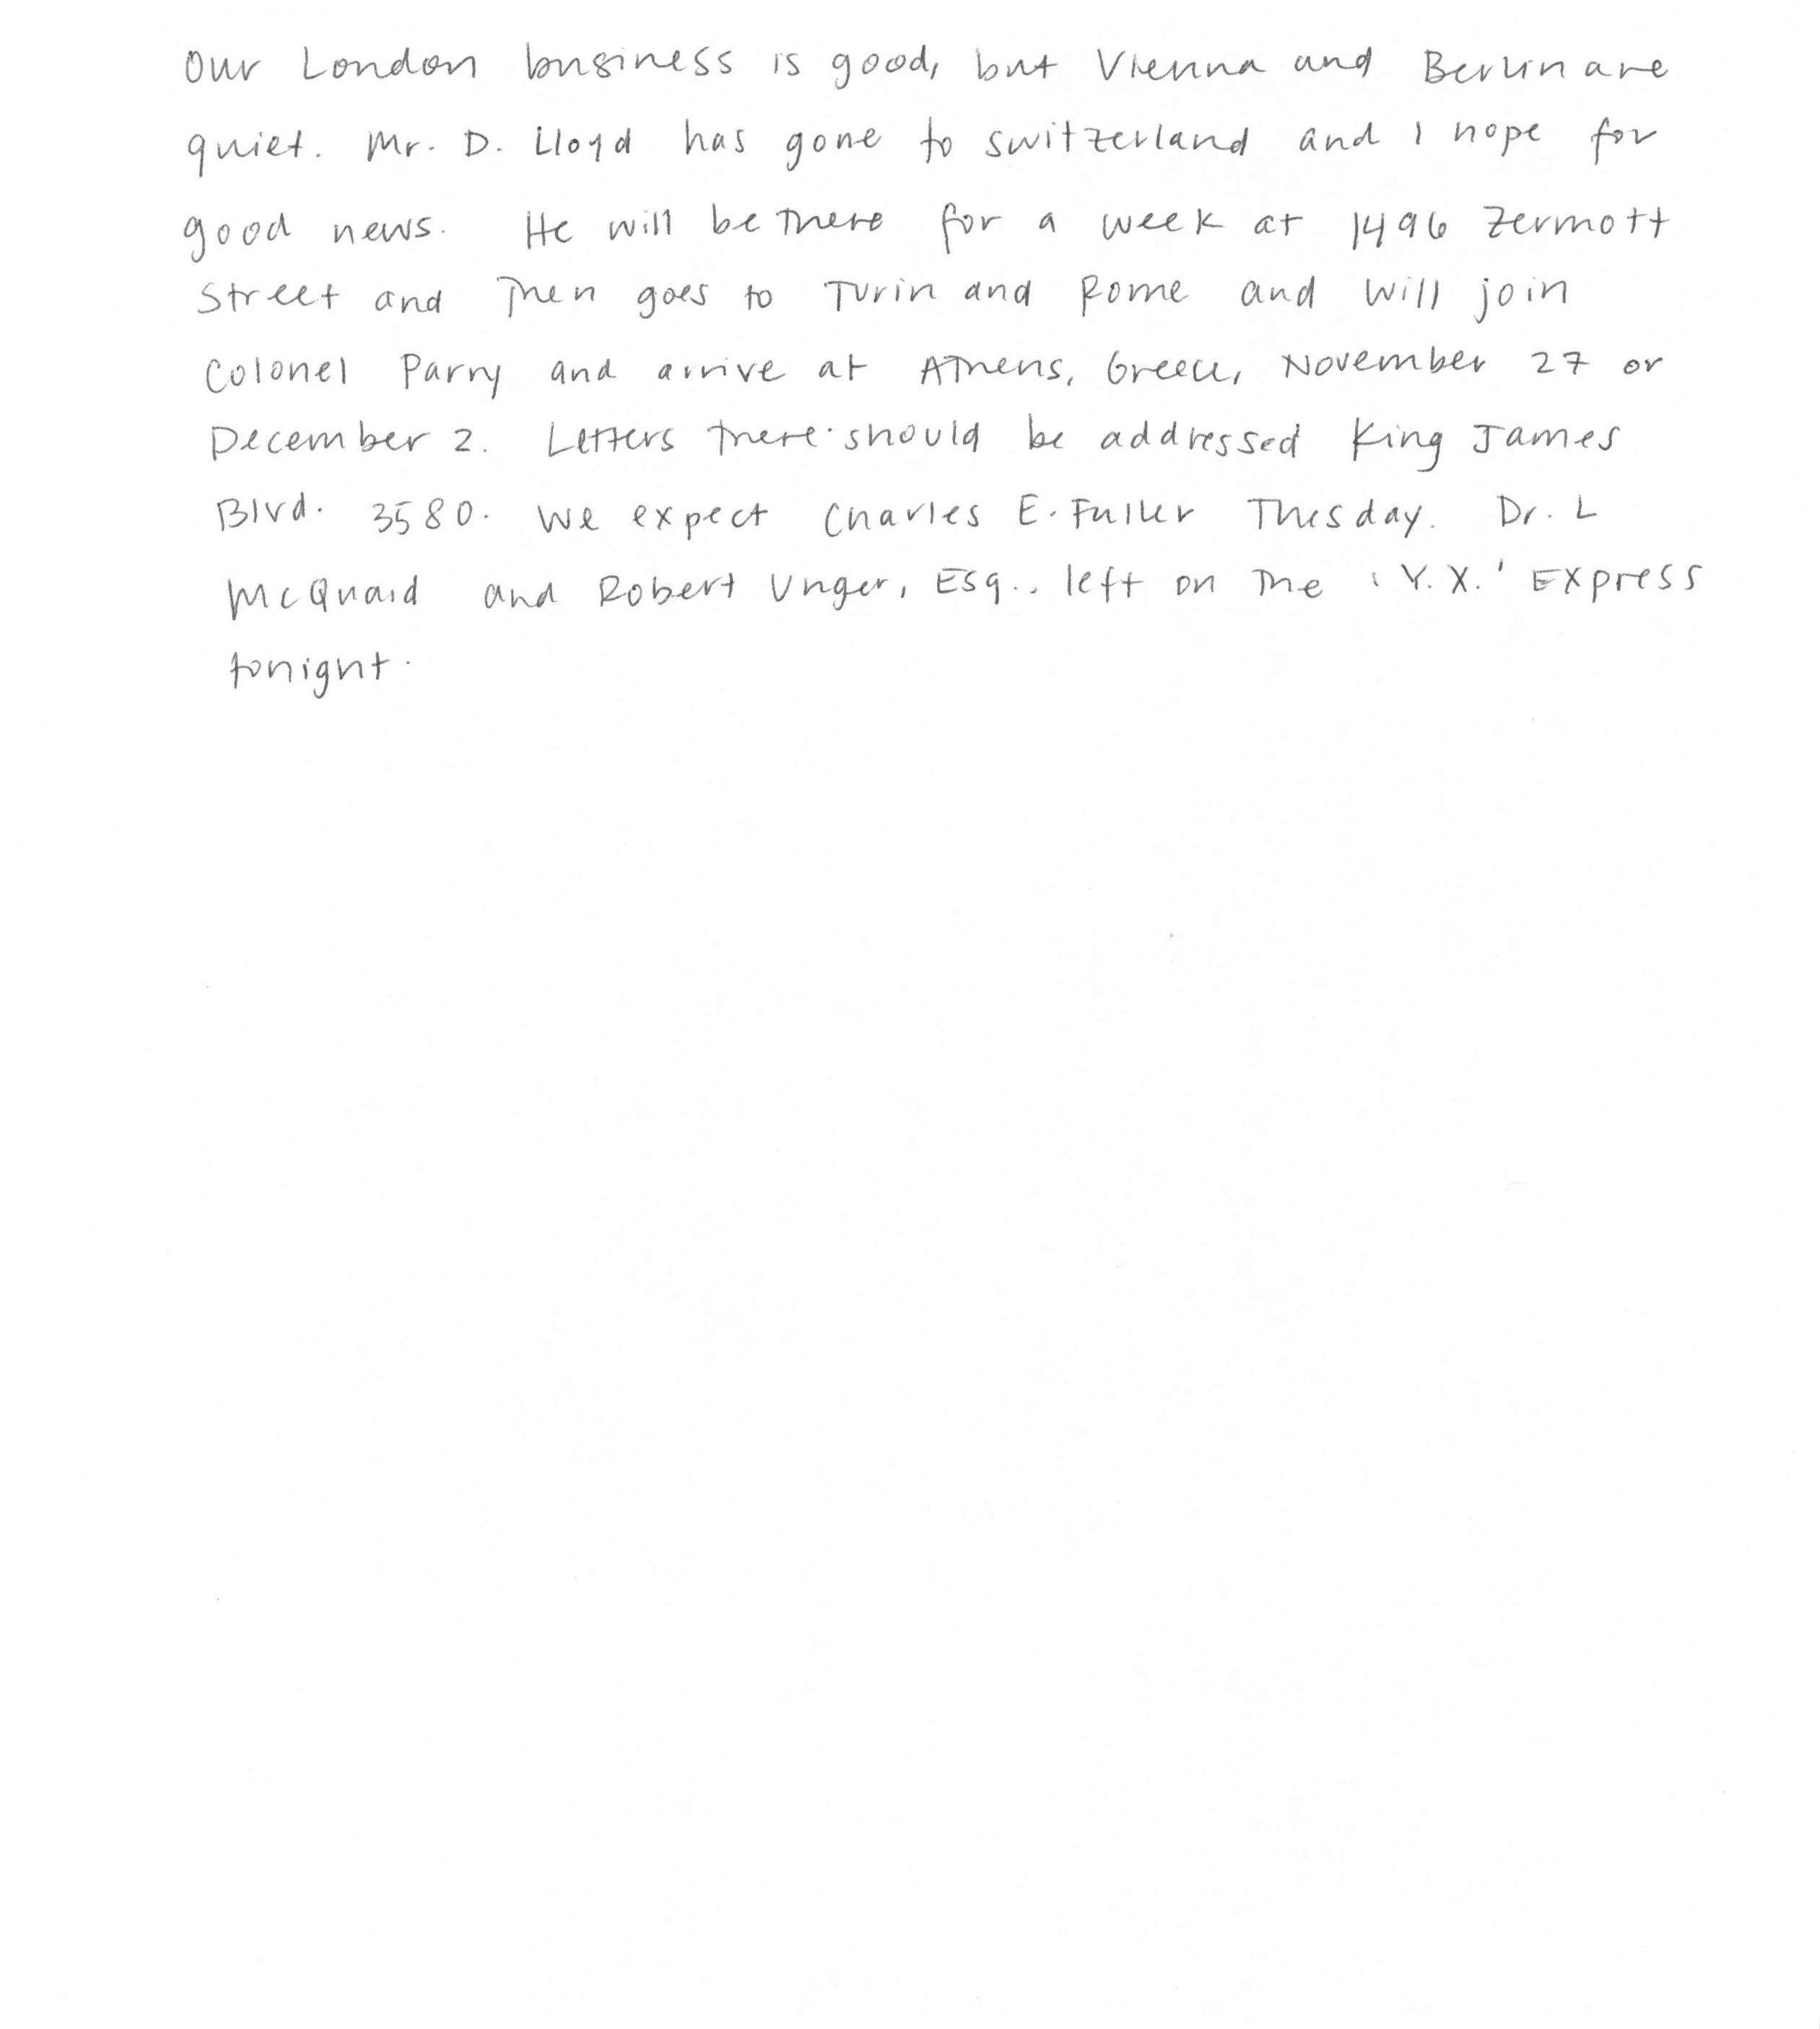 Our London business is good, but Vienna and Berlin are
quiet. Mr. D. Lloyd has gone to Switzerland and I hope for
good news. He will be there for a week at 1496 Zermott
Street and then goes to Turin and Rome and will join
Colonel Parry and arrive at Athens, Greece, November 27 or
December 2. Letters there should be addressed King James
Blvd. 3580. We expect Charles E. Fuller Tuesday. Dr. L
McQuaid and Robert Unger, Esq., left on the 'Y.X.' Express
tonight.